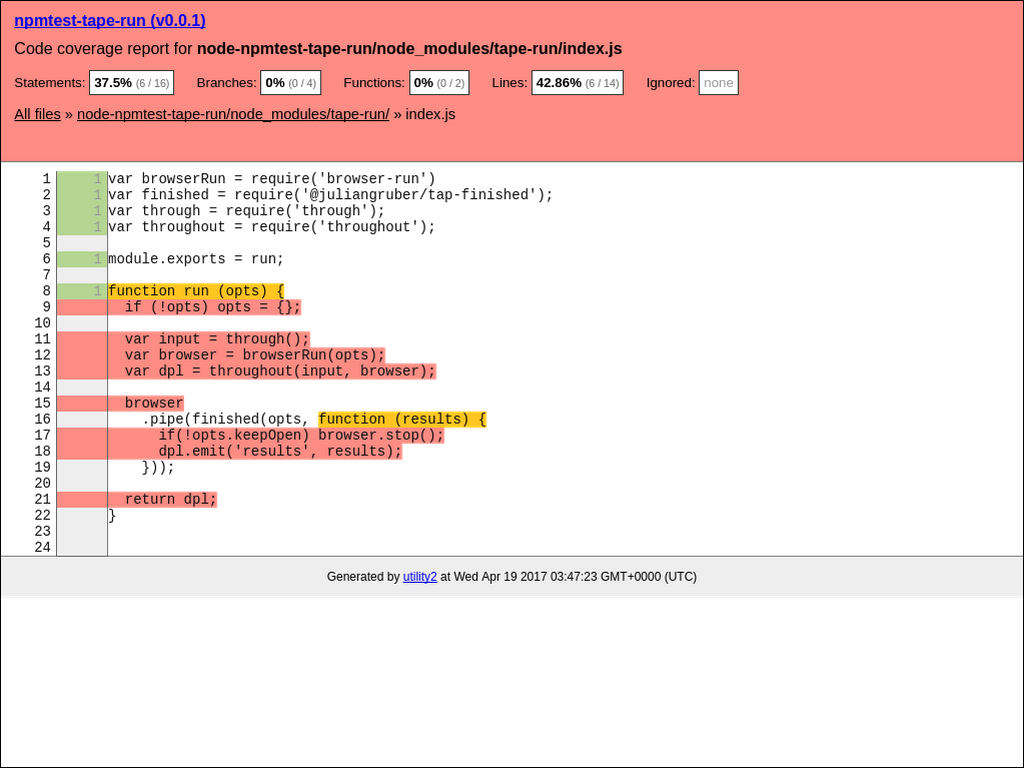 npmtest-tape-run (v0.0.1)
Code coverage report for node-npmtest-tape-run/node_modules/tape-run/index.js
Statements: 37.5% (6 / 16) Branches: 0% (0 / 4) Functions: 0% (0 / 2) Lines: 42.86% (6 / 14) Ignored: none
All files » node-npmtest-tape-run/node_modules/tape-run/ » index.js
1 1 var browserRun = require('browser-run')
2 1 var finished = require('@juliangruber/tap-finished');
3 1 var through = require('through');
4 1 var throughout = require('throughout');
5
6 1 module.exports = run;
7
8 1 function run (opts) {
9   if (!opts) opts = {};
10
11   var input = through();
12   var browser = browserRun(opts);
13   var dpl = throughout(input, browser);
14
15   browser
16     .pipe(finished(opts, function (results) {
17       if(!opts.keepOpen) browser.stop();
18       dpl.emit('results', results);
19     }));
20
21   return dpl;
22 }
23
24
Generated by utility2 at Wed Apr 19 2017 03:47:23 GMT+0000 (UTC)